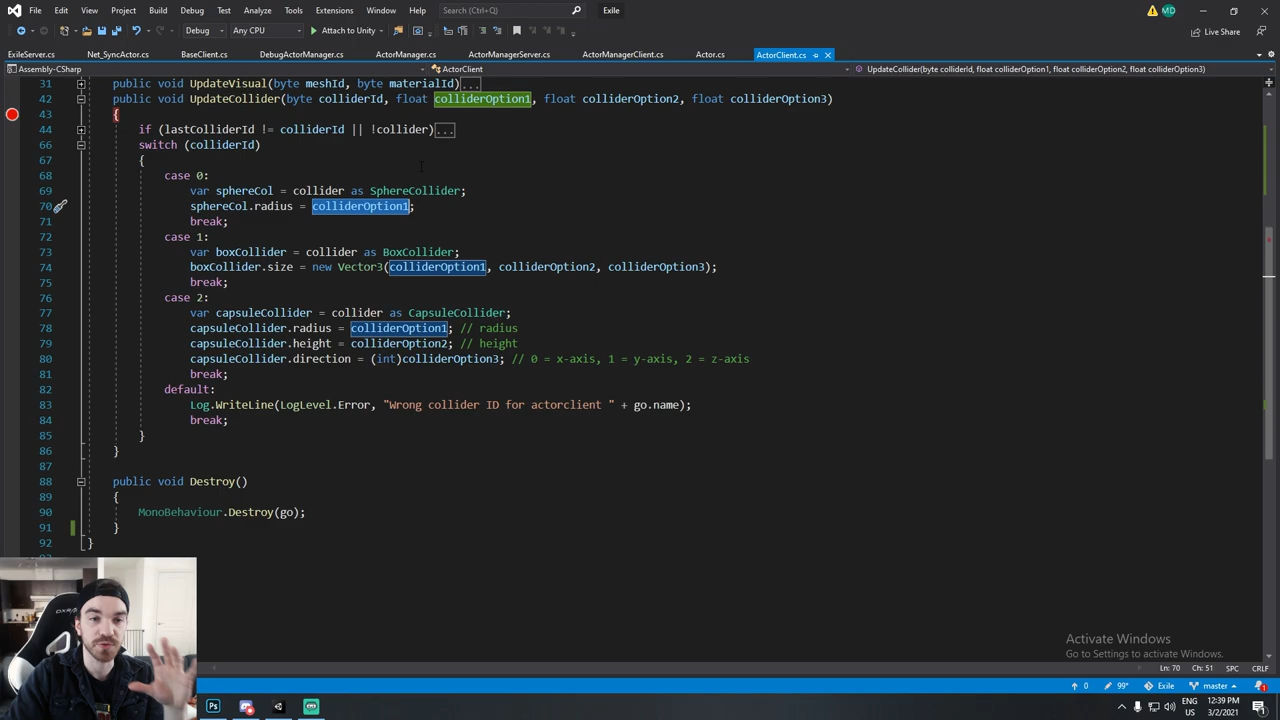 File Edit View Git Project Build Debug Test Analyze Tools Extensions Window Help Search (Ctrl+Q) Exile MD
Debug Any CPU Attach to Unity Live Share
ExileServer.cs Net_SyncActor.cs BaseClient.cs DebugActorManager.cs ActorManager.cs ActorManagerServer.cs ActorManagerClient.cs Actor.cs ActorClient.cs
Assembly-CSharp ActorClient UpdateCollider(byte colliderId, float colliderOption1, float colliderOption2, float colliderOption3)
31 public void UpdateVisual(byte meshId, byte materialId)...
42 public void UpdateCollider(byte colliderId, float colliderOption1, float colliderOption2, float colliderOption3)
43 {
44 if (lastColliderId != colliderId || !collider)...
66 switch (colliderId)
67 {
68 case 0:
69 var sphereCol = collider as SphereCollider;
70 sphereCol.radius = colliderOption1;
71 break;
72 case 1:
73 var boxCollider = collider as BoxCollider;
74 boxCollider.size = new Vector3(colliderOption1, colliderOption2, colliderOption3);
75 break;
76 case 2:
77 var capsuleCollider = collider as CapsuleCollider;
78 capsuleCollider.radius = colliderOption1; // radius
79 capsuleCollider.height = colliderOption2; // height
80 capsuleCollider.direction = (int)colliderOption3; // 0 = x-axis, 1 = y-axis, 2 = z-axis
81 break;
82 default:
83 Log.WriteLine(LogLevel.Error, "Wrong collider ID for actorclient " + go.name);
84 break;
85 }
86 }
87
88 public void Destroy()
89 {
90 MonoBehaviour.Destroy(go);
91 }
92 }
Activate Windows
Go to Settings to activate Windows.
Ln: 70 Ch: 51 SPC CRLF
0 99+ Exile master 1
Ps ENG US 12:39 PM 3/2/2021 1